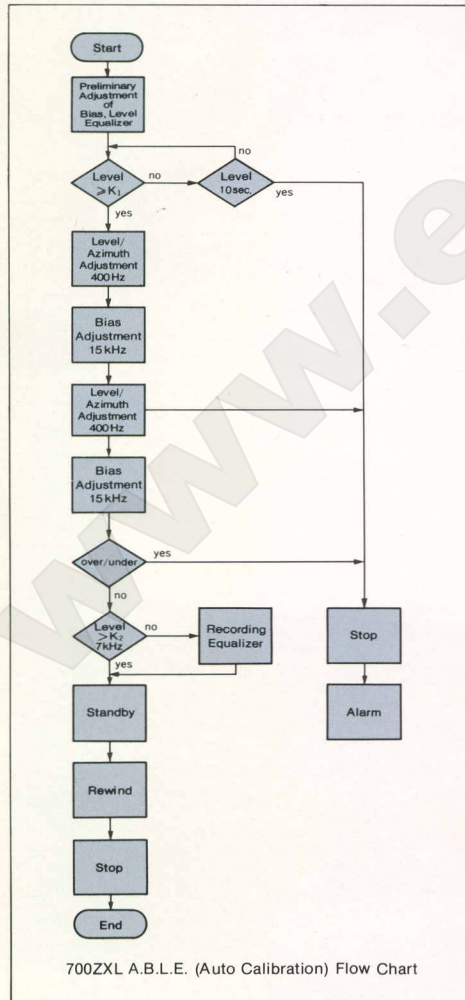 Start
Preliminary
Adjustment
of
Bias, Level
Equalizer
no
Level
≥K₁
no
Level
10sec.
yes
yes
Level/
Azimuth
Adjustment
400Hz
Bias
Adjustment
15kHz
Level/
Azimuth
Adjustment
400Hz
Bias
Adjustment
15kHz
over/under
yes
no
Level
>K₂
7kHz
no
Recording
Equalizer
yes
Stop
Alarm
Standby
Rewind
Stop
End
700ZXL A.B.L.E. (Auto Calibration) Flow Chart
www.e